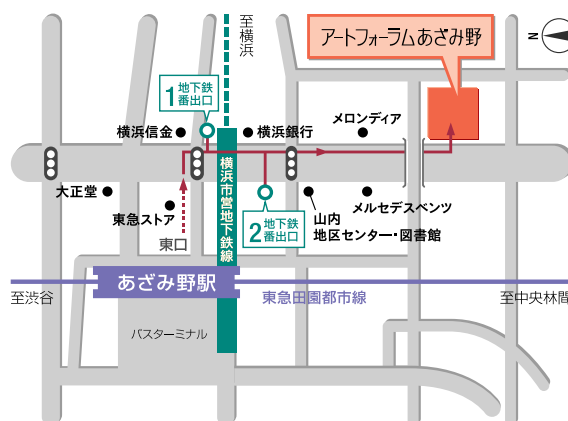 至横浜
アートフォーラムあざみ野
N
1 地下鉄
番出口
横浜信金
横浜銀行
メロンディア
横浜市営地下鉄線
大正堂
東急ストア
2 地下鉄
番出口
山内
地区センター・図書館
メルセデスベンツ
東口
あざみ野駅
至渋谷
東急田園都市線
至中央林間
バスターミナル